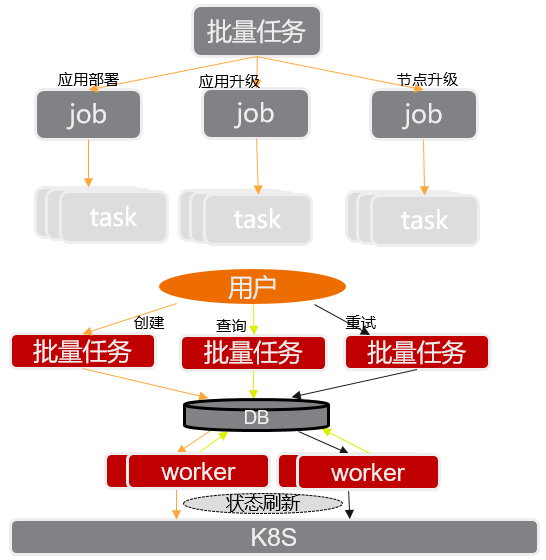 批量任务
应用部署
应用升级
节点升级
job
job
job
task
task
task
用户
创建
查询
重试
批量任务
批量任务
批量任务
DB
worker
worker
状态刷新
K8S